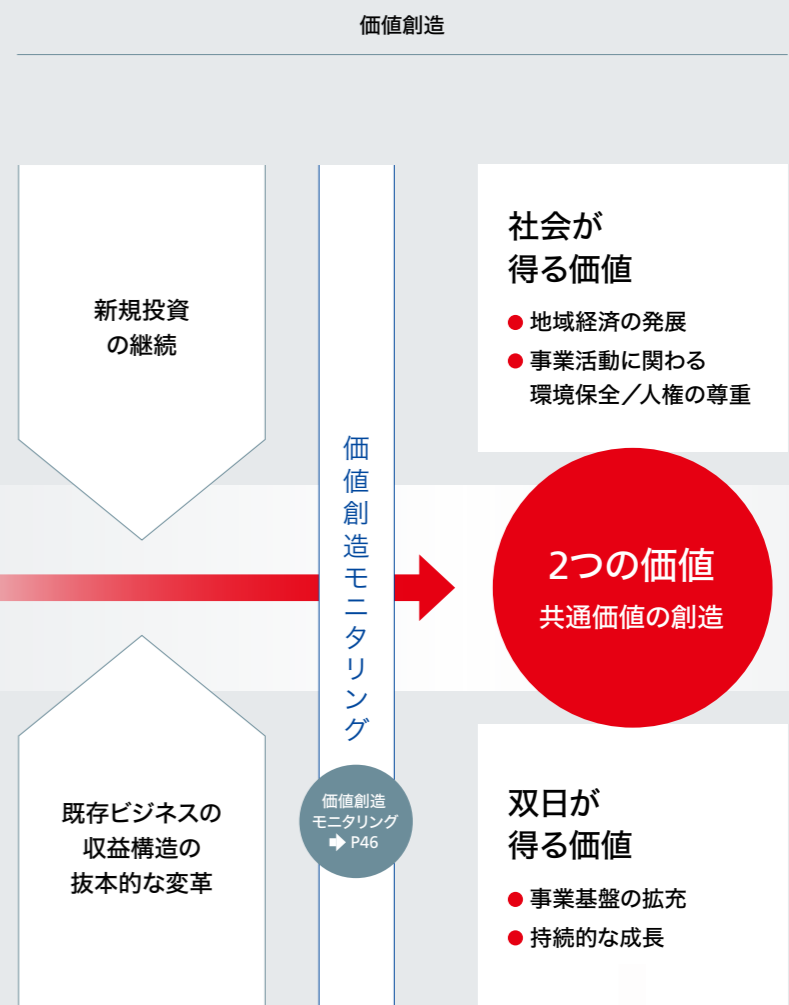 価値創造
新規投資
の継続
既存ビジネスの
収益構造の
抜本的な変革
価値創造モニタリング
価値創造
モニタリング
➡ P46
社会が
得る価値
● 地域経済の発展
● 事業活動に関わる
環境保全/人権の尊重
2つの価値
共通価値の創造
双日が
得る価値
● 事業基盤の拡充
● 持続的な成長